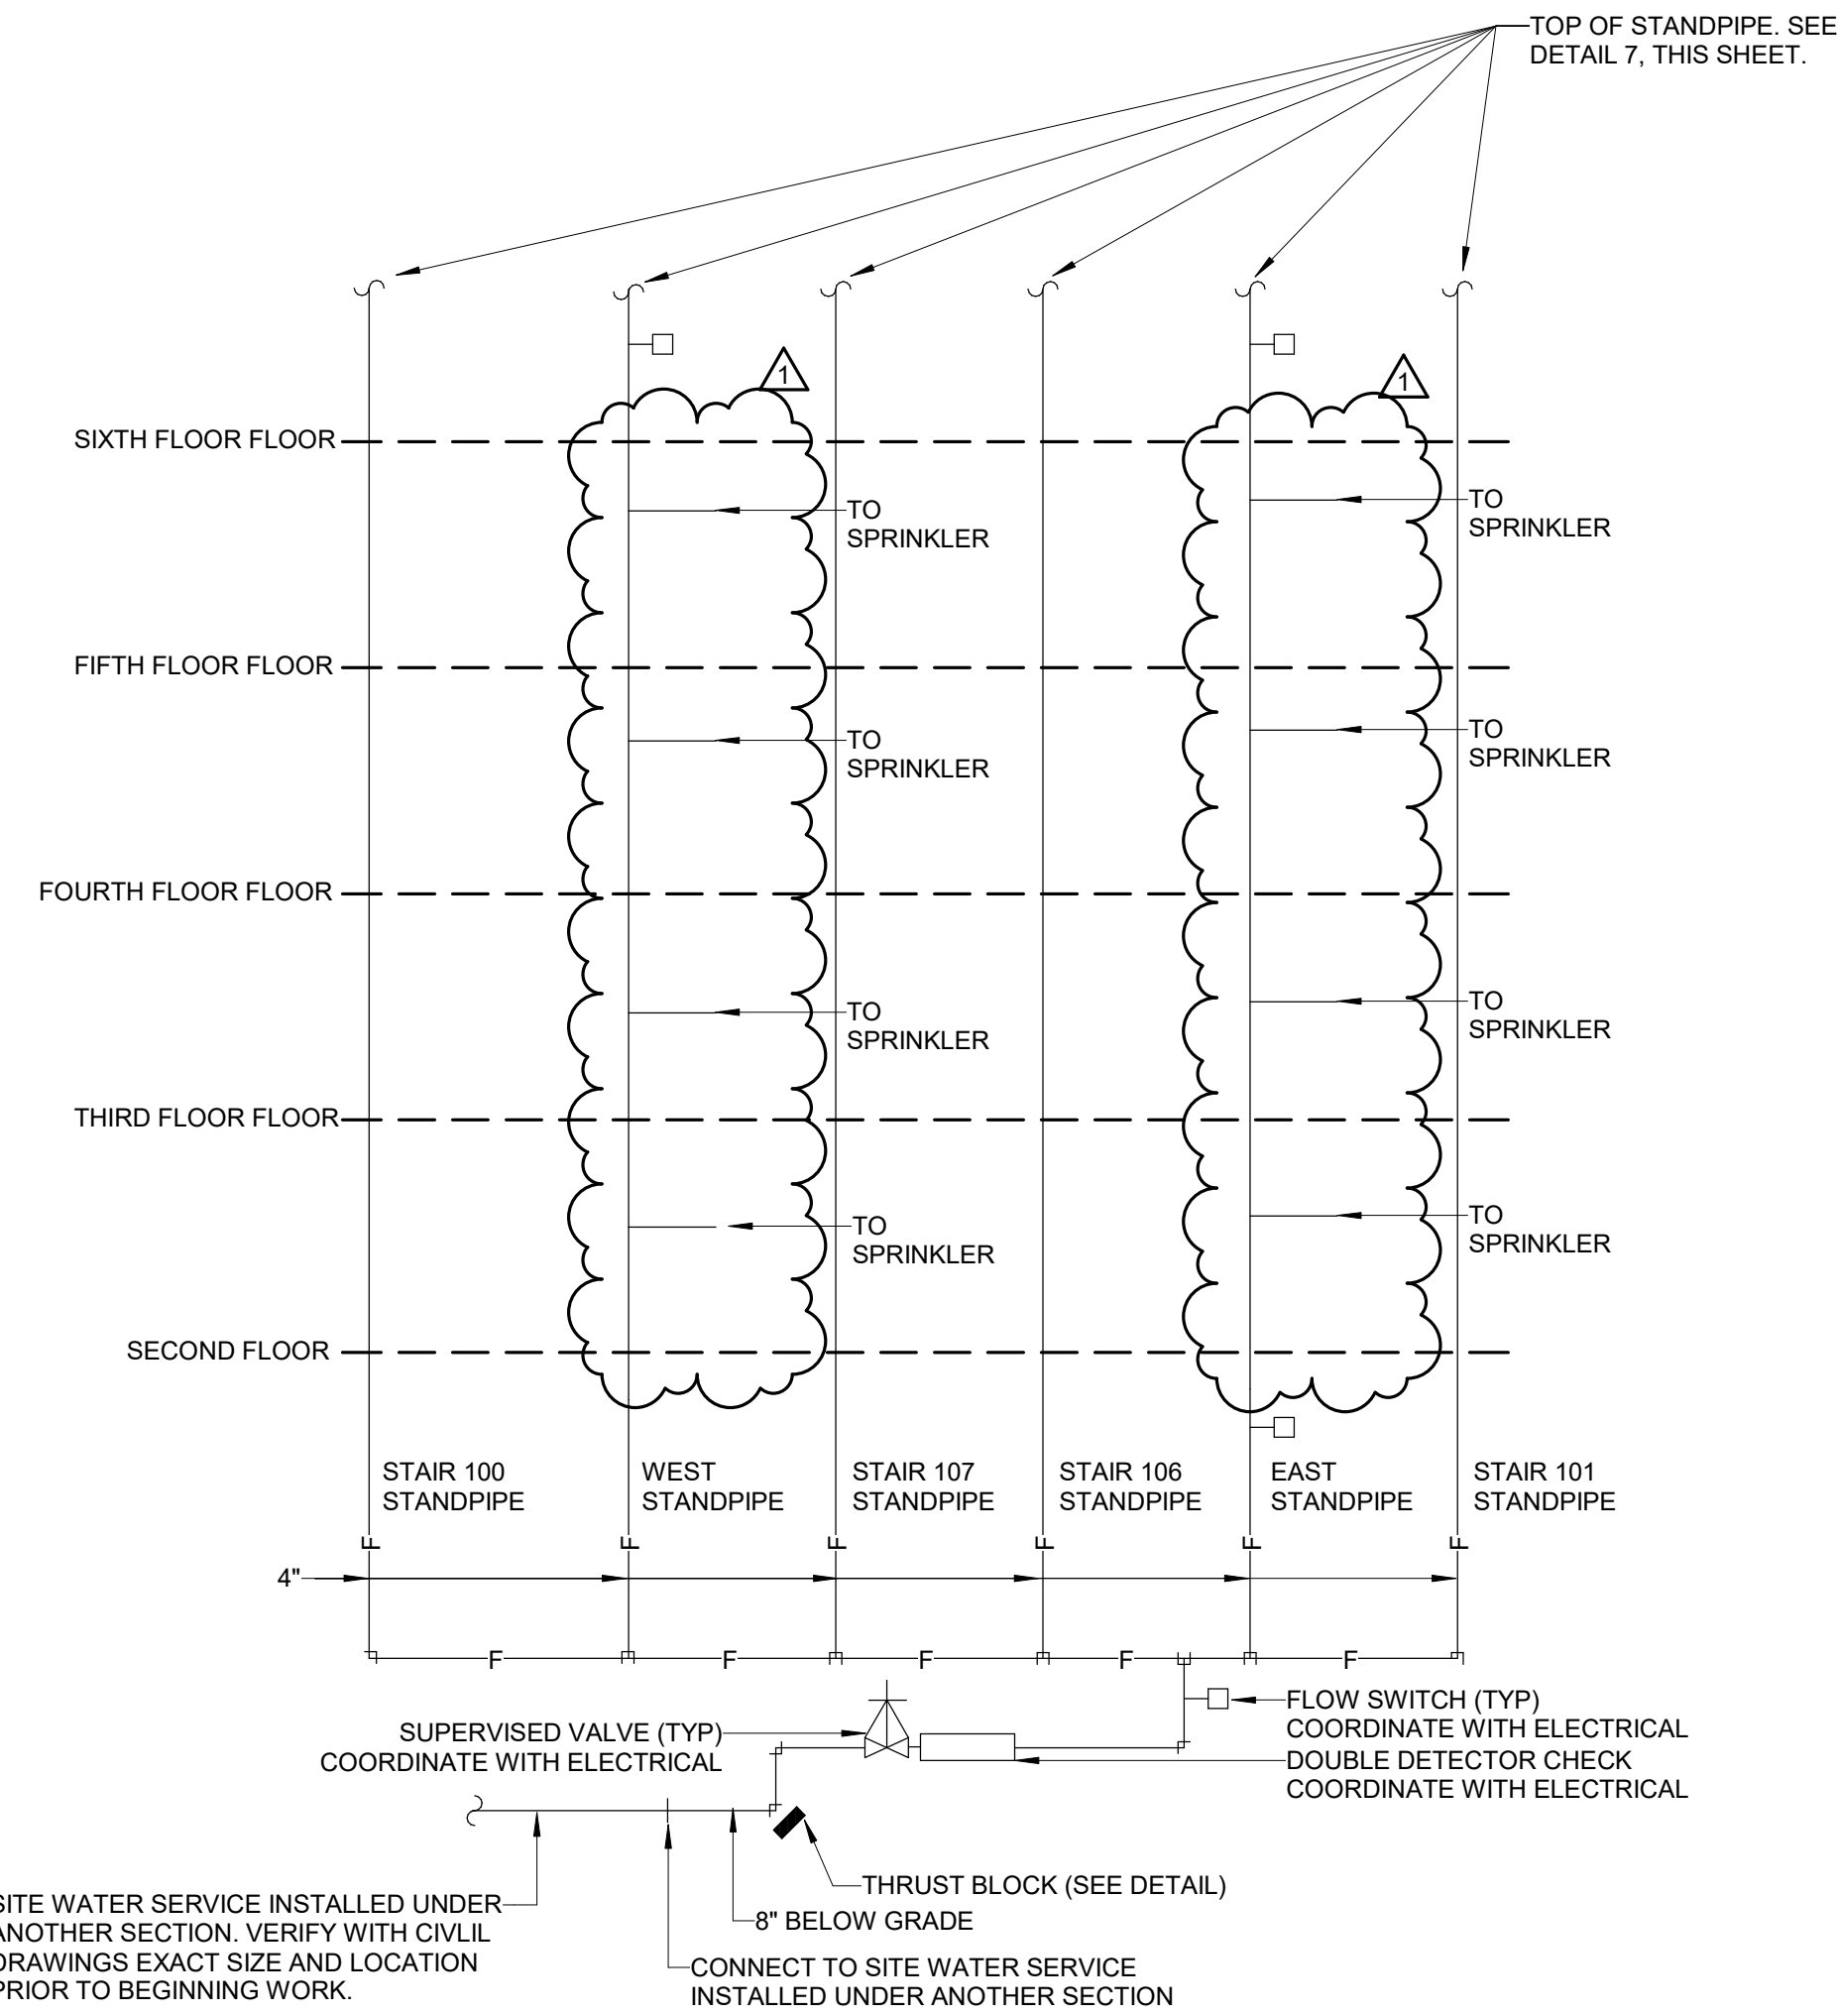 TOP OF STANDPIPE. SEE
DETAIL 7, THIS SHEET.
1
1
SIXTH FLOOR FLOOR
TO
SPRINKLER
TO
SPRINKLER
FIFTH FLOOR FLOOR
TO
SPRINKLER
TO
SPRINKLER
FOURTH FLOOR FLOOR
TO
SPRINKLER
TO
SPRINKLER
THIRD FLOOR FLOOR
TO
SPRINKLER
TO
SPRINKLER
SECOND FLOOR
STAIR 100
STANDPIPE
WEST
STANDPIPE
STAIR 107
STANDPIPE
STAIR 106
STANDPIPE
EAST
STANDPIPE
STAIR 101
STANDPIPE
F F F F F F
4"
F F F F F
FLOW SWITCH (TYP)
COORDINATE WITH ELECTRICAL
SUPERVISED VALVE (TYP)
COORDINATE WITH ELECTRICAL
DOUBLE DETECTOR CHECK
COORDINATE WITH ELECTRICAL
THRUST BLOCK (SEE DETAIL)
8" BELOW GRADE
SITE WATER SERVICE INSTALLED UNDER
ANOTHER SECTION. VERIFY WITH CIVLIL
DRAWINGS EXACT SIZE AND LOCATION
PRIOR TO BEGINNING WORK.
CONNECT TO SITE WATER SERVICE
INSTALLED UNDER ANOTHER SECTION